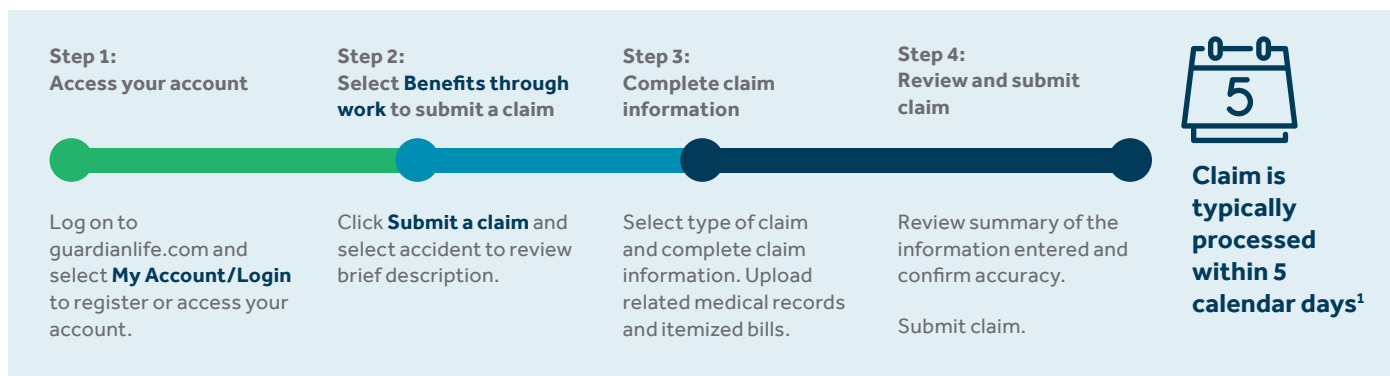 Step 1:
Access your account
Log on to
guardianlife.com and
select My Account/Login
to register or access your
account.
Step 2:
Select Benefits through
work to submit a claim
Click Submit a claim and
select accident to review
brief description.
Step 3:
Complete claim
information
Select type of claim
and complete claim
information. Upload
related medical records
and itemized bills.
Step 4:
Review and submit
claim
Review summary of the
information entered and
confirm accuracy.
Submit claim.
5
Claim is
typically
processed
within 5
calendar days¹